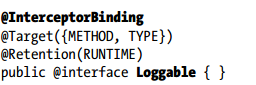 @InterceptorBinding
@Target({METHOD, TYPE})
@Retention(RUNTIME)
public @interface Loggable { }